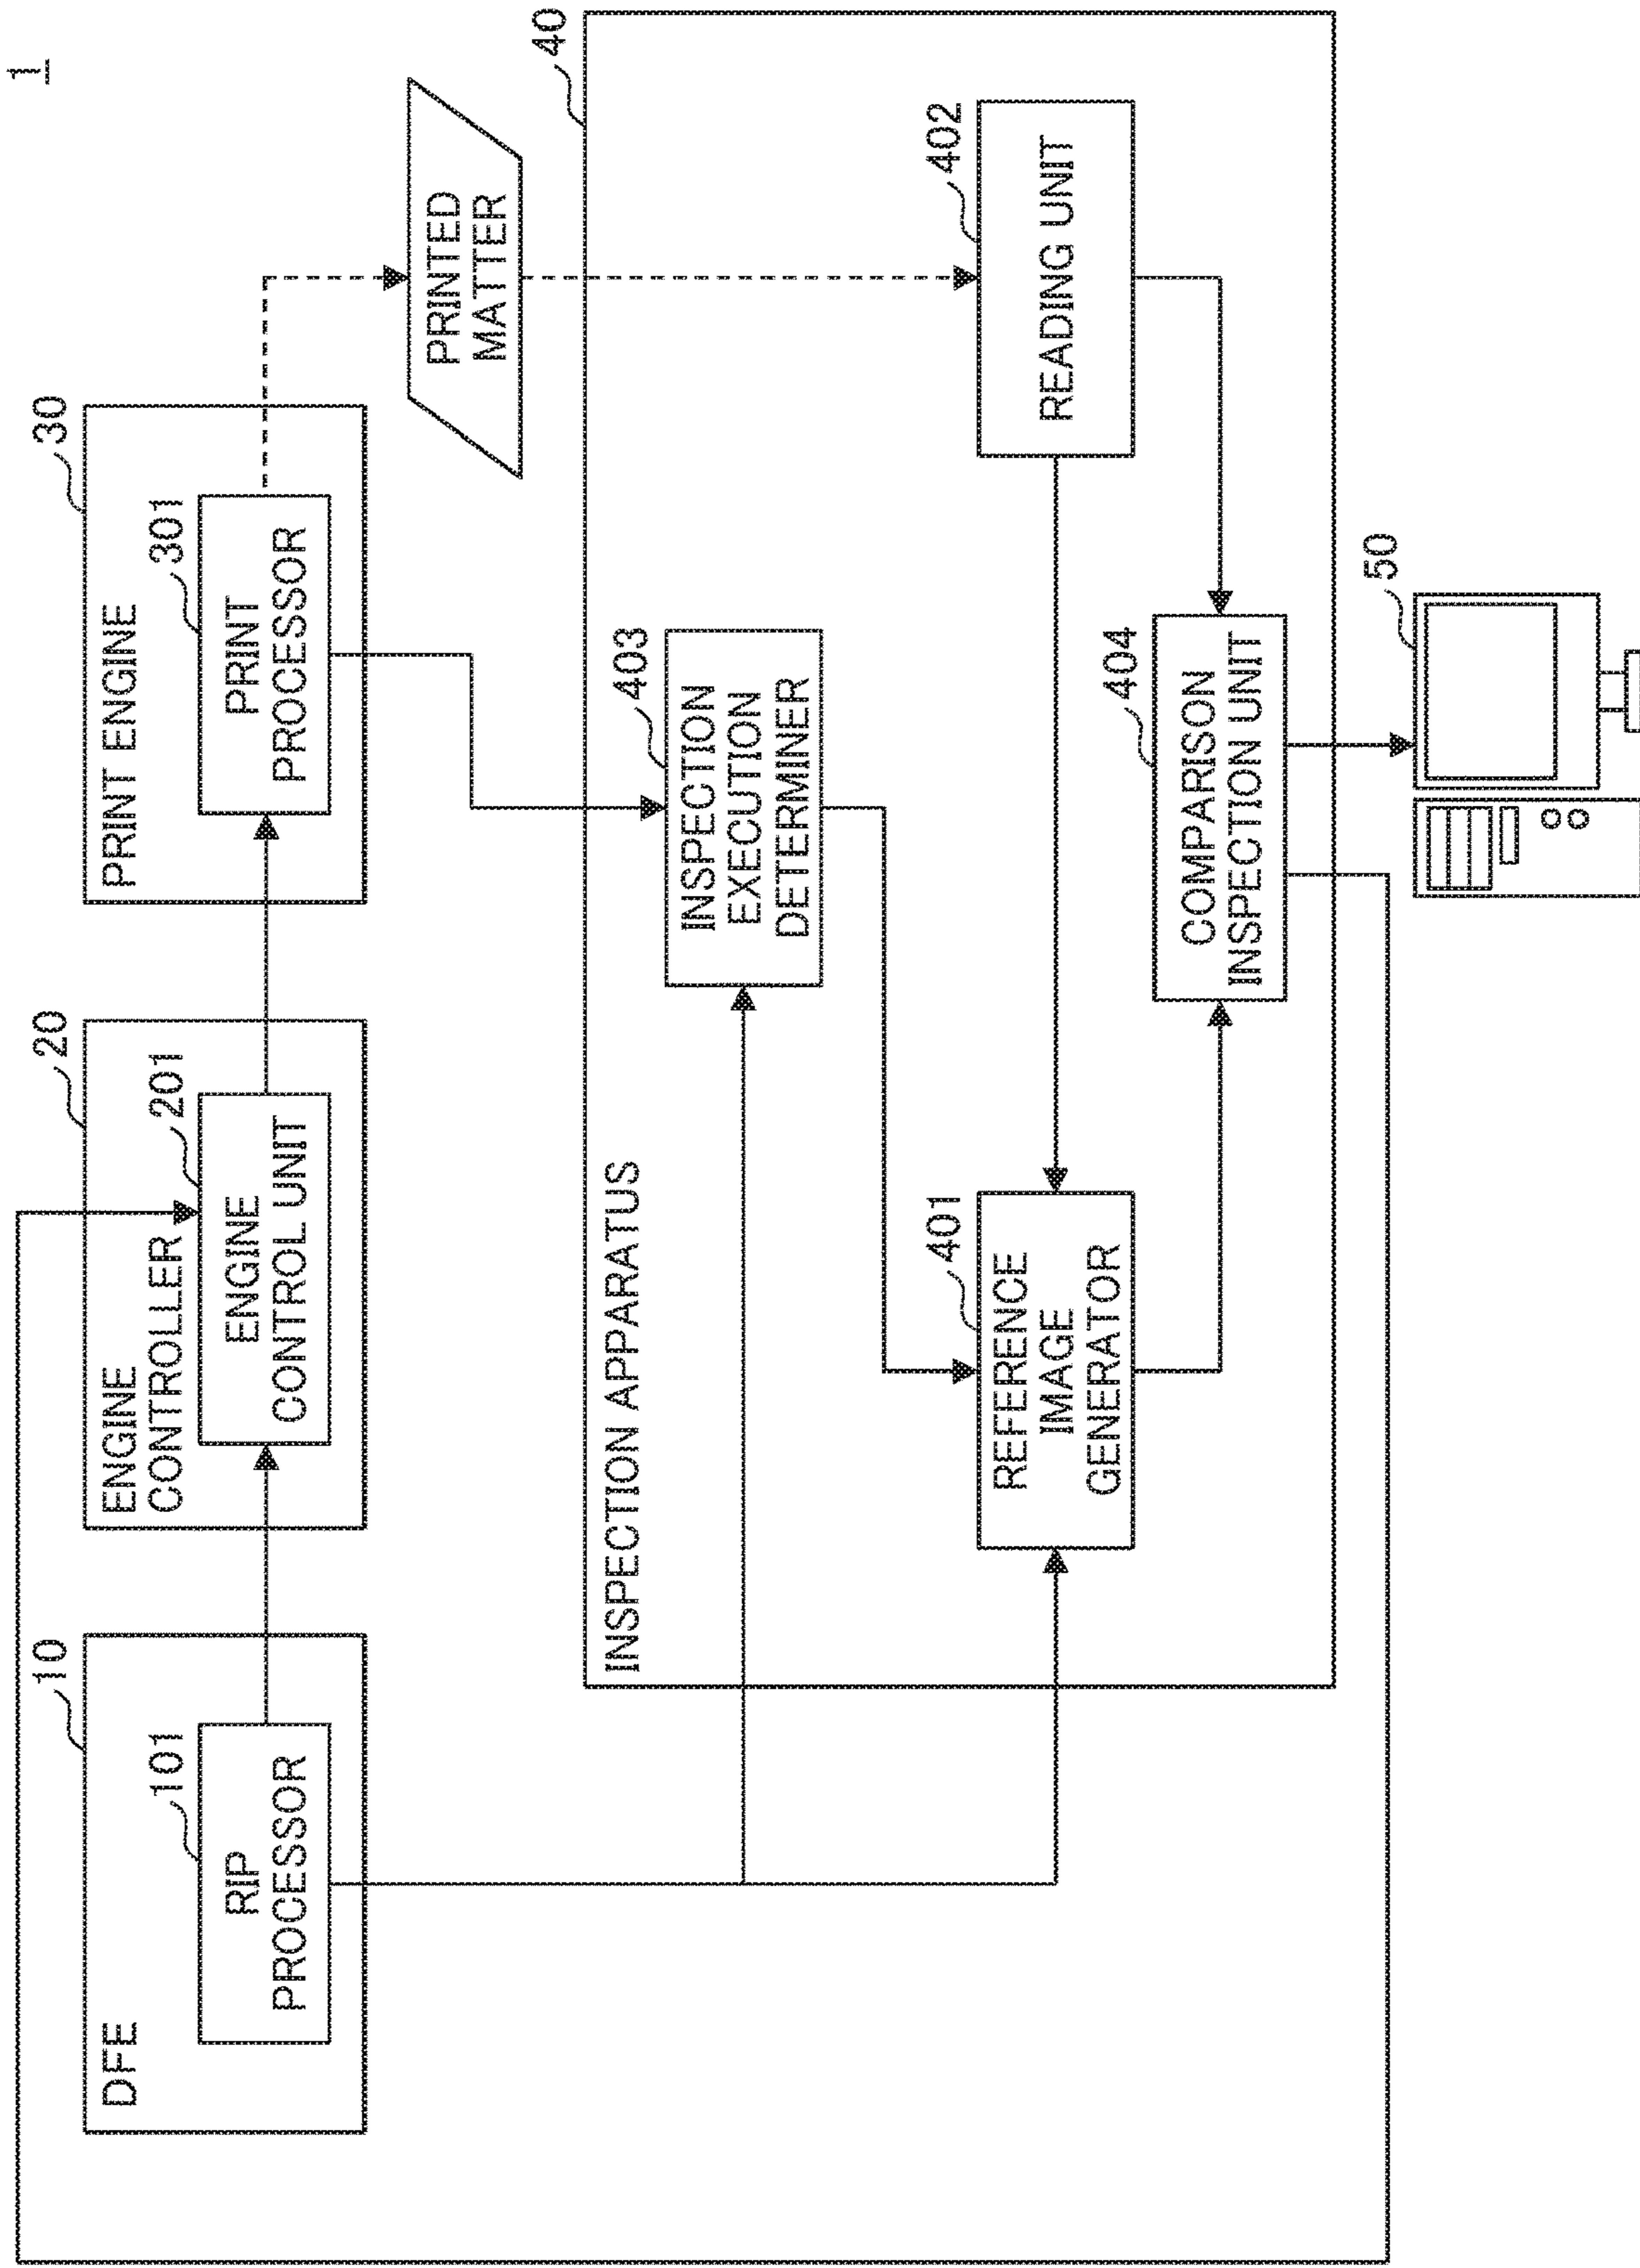 1
10
DFE
101
RIP
PROCESSOR
20
ENGINE
CONTROLLER
201
ENGINE
CONTROL UNIT
30
PRINT ENGINE
301
PRINT
PROCESSOR
PRINTED
MATTER
40
INSPECTION APPARATUS
403
INSPECTION
EXECUTION
DETERMINER
401
REFERENCE
IMAGE
GENERATOR
402
READING UNIT
404
COMPARISON
INSPECTION UNIT
50